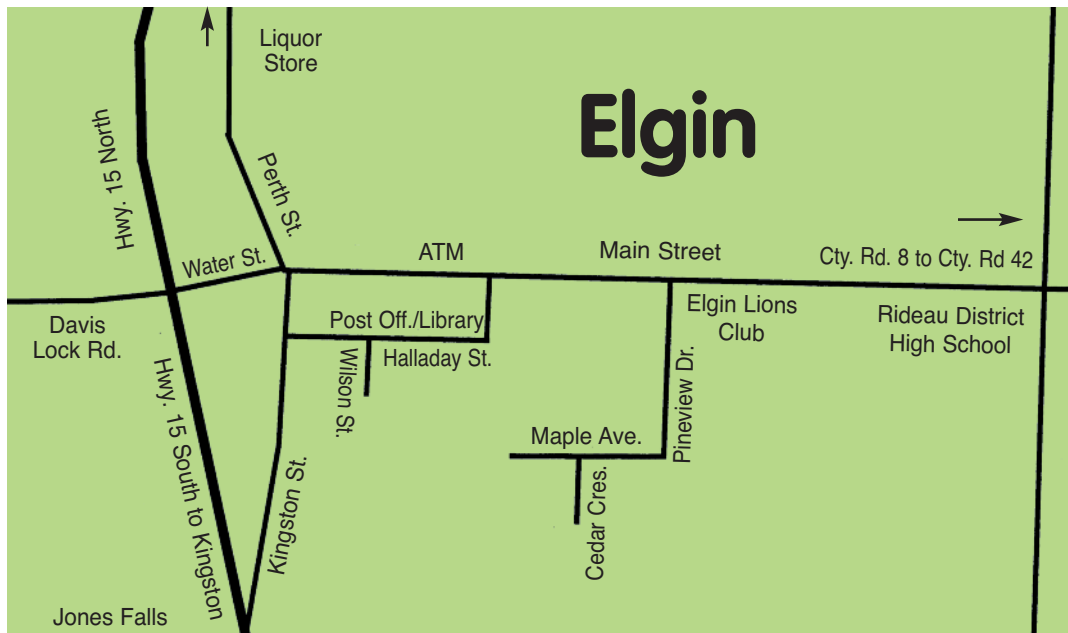 Liquor
Store
Elgin
Hwy. 15 North
Perth St.
Water St.
ATM
Main Street
Cty. Rd. 8 to Cty. Rd 42
Davis
Lock Rd.
Post Off./Library
Elgin Lions
Club
Rideau District
High School
Halladay St.
Wilson St.
Pineview Dr.
Hwy. 15 South to Kingston
Maple Ave.
Kingston St.
Cedar Cres.
Jones Falls